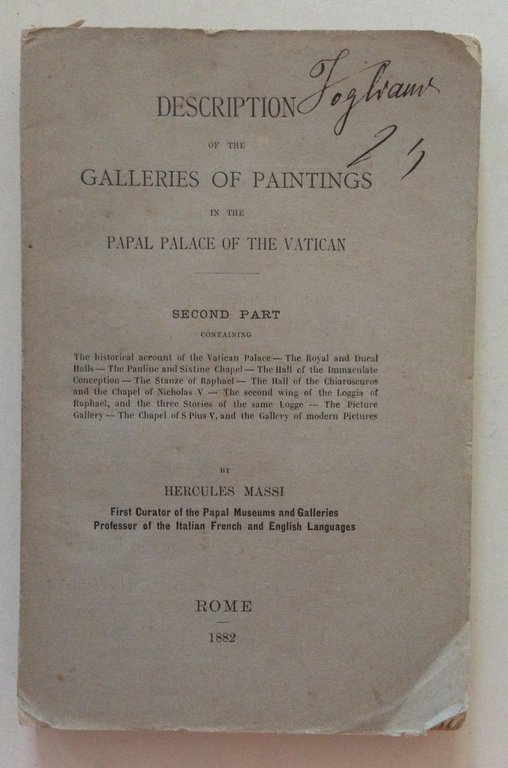 DESCRIPTION
OF THE
GALLERIES OF PAINTINGS
IN THE
PAPAL PALACE OF THE VATICAN
SECOND PART
CONTAINING
The historical account of the Vatican Palace — The Royal and Ducal
Halls — The Pauline and Sixtine Chapel — The Hall of the Immaculate
Conception — The Stanze of Raphael — The Hall of the Chiaroscuros
and the Chapel of Nicholas V — The second wing of the Loggia of
Raphael, and the three Stories of the same Logge — The Picture
Gallery — The Chapel of S Pius V, and the Gallery of modern Pictures
BY
HERCULES MASSI
First Curator of the Papal Museums and Galleries
Professor of the Italian French and English Languages
ROME
1882